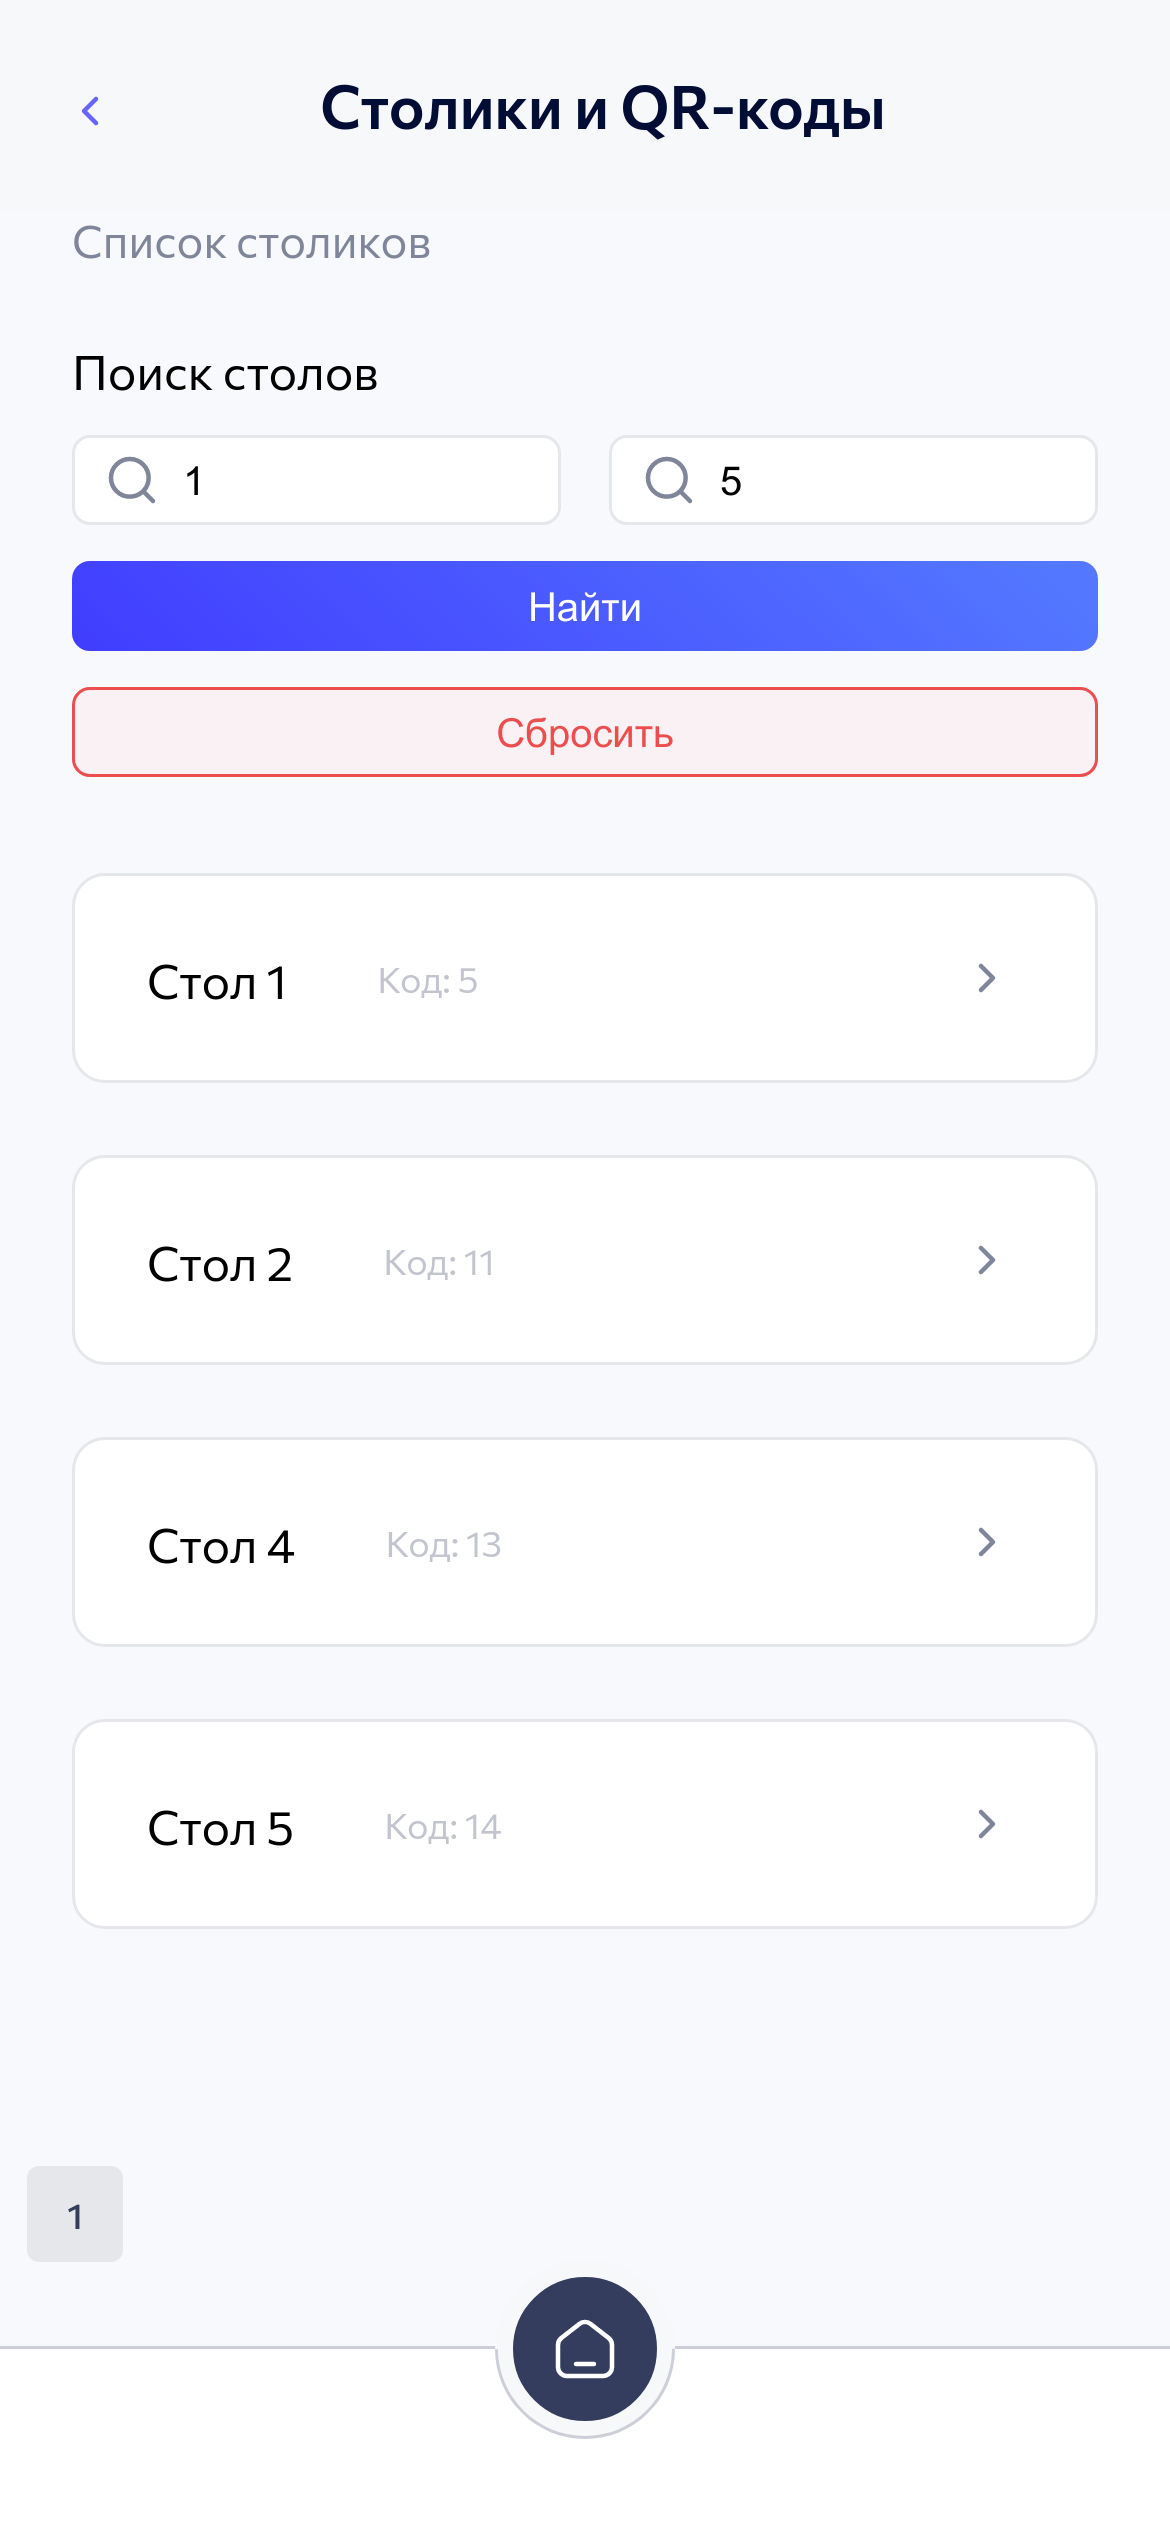 Столики и QR-коды
Список столиков
Поиск столов
1 5
Найти
Сбросить
Стол 1 Код: 5
Стол 2 Код: 11
Стол 4 Код: 13
Стол 5 Код: 14
1